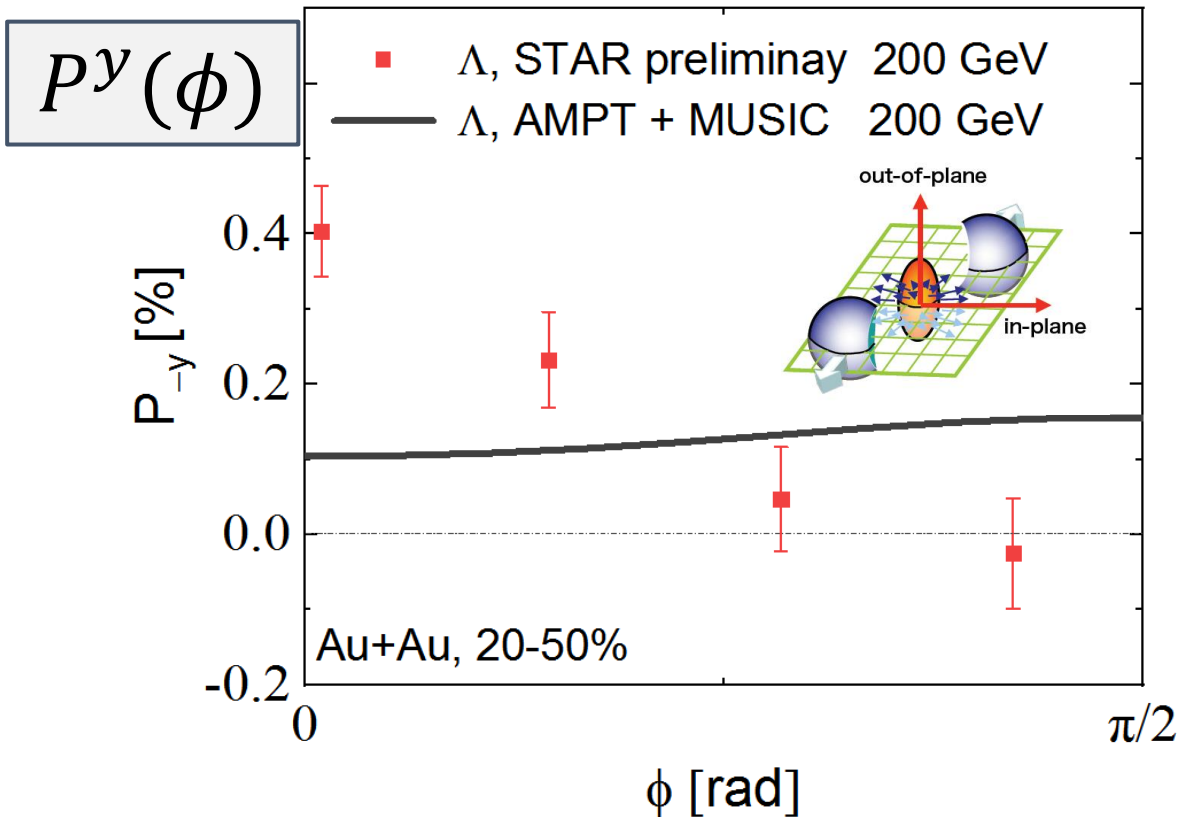 P^y(ϕ)
Λ, STAR preliminay 200 GeV
Λ, AMPT + MUSIC 200 GeV
out-of-plane
in-plane
P_{-y} [%]
0.4
0.2
0.0
-0.2
Au+Au, 20-50%
0
π/2
ϕ [rad]